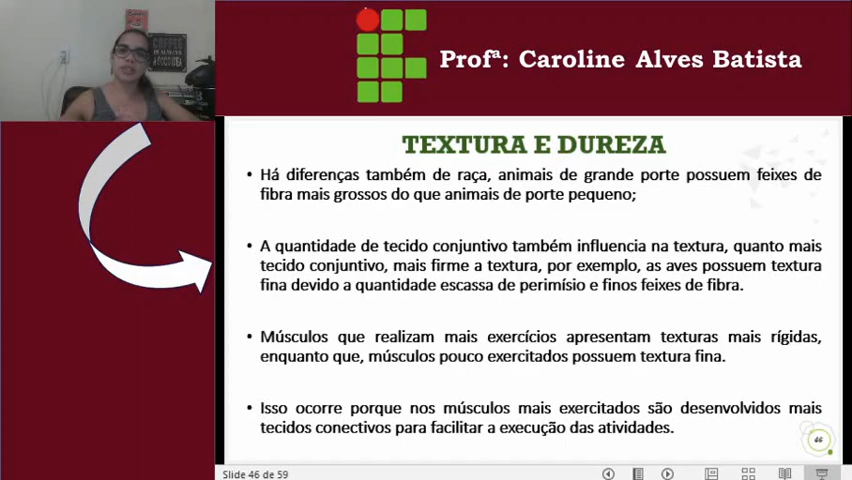 COFFEE
Profª: Caroline Alves Batista
TEXTURA E DUREZA
• Há diferenças também de raça, animais de grande porte possuem feixes de
fibra mais grossos do que animais de porte pequeno;
• A quantidade de tecido conjuntivo também influencia na textura, quanto mais
tecido conjuntivo, mais firme a textura, por exemplo, as aves possuem textura
fina devido a quantidade escassa de perimísio e finos feixes de fibra.
• Músculos que realizam mais exercícios apresentam texturas mais rígidas,
enquanto que, músculos pouco exercitados possuem textura fina.
• Isso ocorre porque nos músculos mais exercitados são desenvolvidos mais
tecidos conectivos para facilitar a execução das atividades.
46
Slide 46 de 59